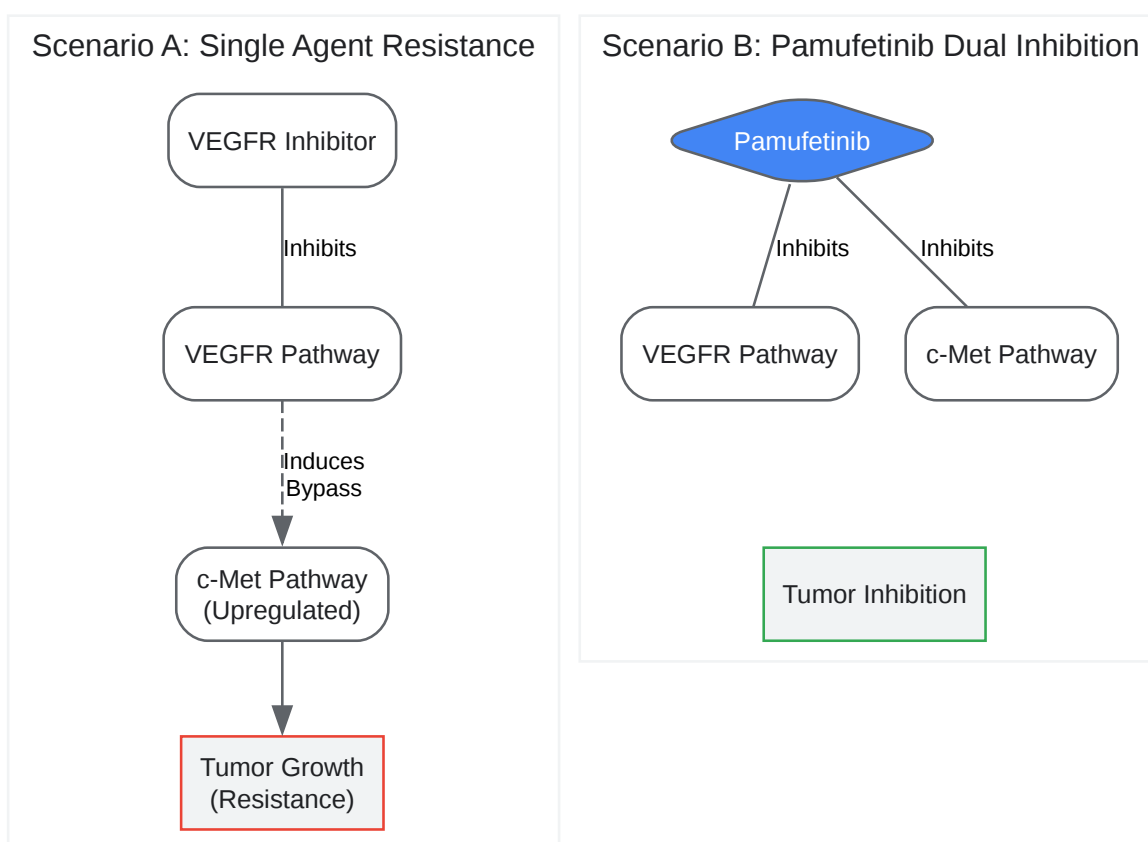 Scenario A: Single Agent Resistance
VEGFR Inhibitor
Inhibits
VEGFR Pathway
Induces
Bypass
c-Met Pathway
(Upregulated)
Tumor Growth
(Resistance)
Scenario B: Pamufetinib Dual Inhibition
Pamufetinib
Inhibits
Inhibits
VEGFR Pathway
c-Met Pathway
Tumor Inhibition